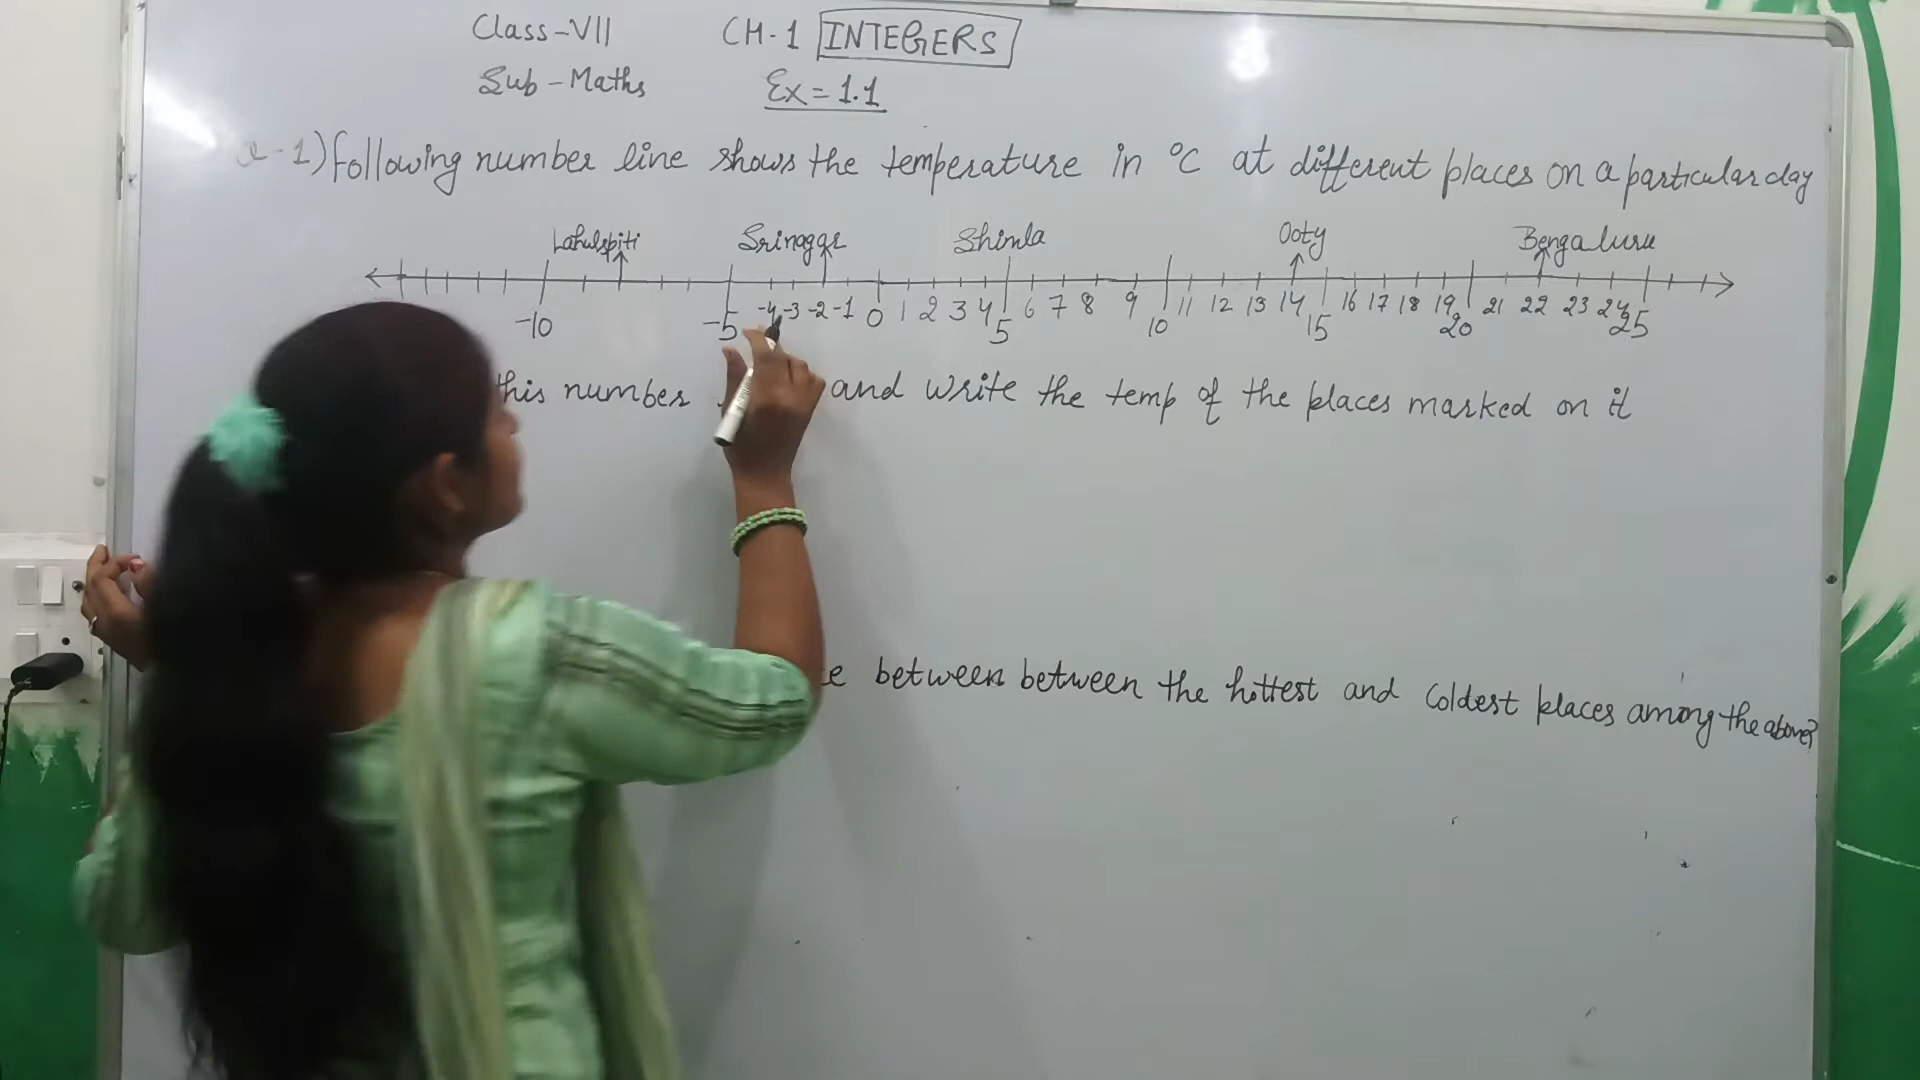 Class-VII CH-1 INTEGERS
Sub-Maths Ex=1.1
1) following number line shows the temperature in °C at different places on a particular day
Lahulspiti Srinagar Shimla Ooty Bengaluru
-10 -5 -4 -3 -2 -1 0 1 2 3 4 5 6 7 8 9 10 11 12 13 14 15 16 17 18 19 20 21 22 23 24 25
this number and write the temp of the places marked on it
between between the hottest and coldest places among the above?